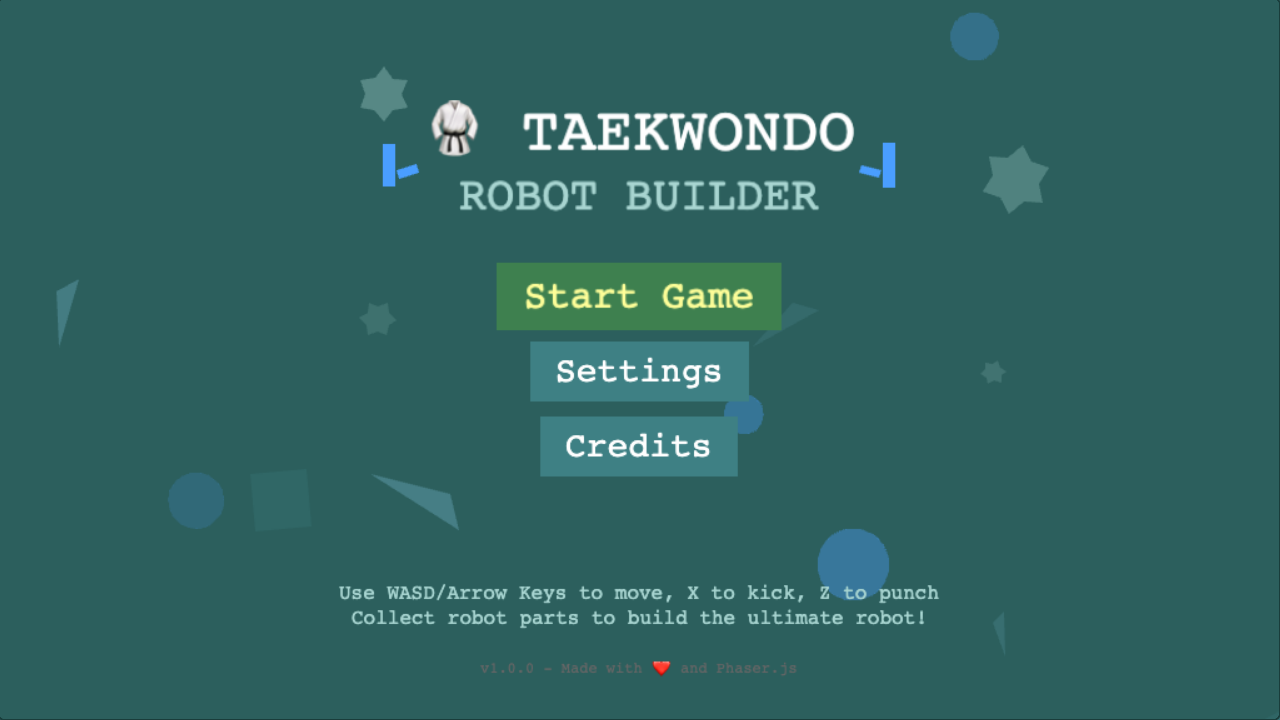 🥋 TAEKWONDO
ROBOT BUILDER
Start Game
Settings
Credits
Use WASD/Arrow Keys to move, X to kick, Z to punch
Collect robot parts to build the ultimate robot!
v1.0.0 - Made with ❤️ and Phaser.js